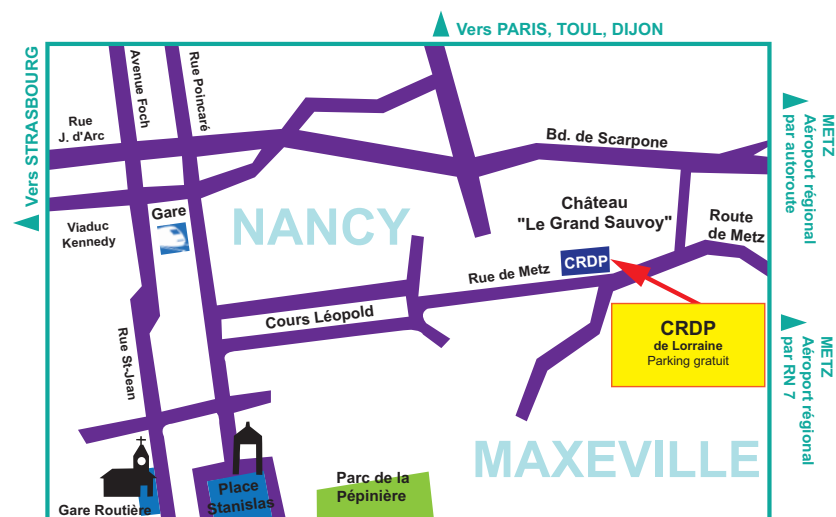 Vers PARIS, TOUL, DIJON
Vers STRASBOURG
Avenue Foch
Rue Poincaré
Rue
J. d'Arc
Bd. de Scarpone
METZ
Aéroport régional
par autoroute
Viaduc
Kennedy
Gare
NANCY
Château
"Le Grand Sauvoy"
Route
de Metz
CRDP
Rue de Metz
Cours Léopold
CRDP
de Lorraine
Parking gratuit
METZ
Aéroport régional
par RN 7
Rue St-Jean
MAXEVILLE
Parc de la
Pépinière
Place
Stanislas
Gare Routière